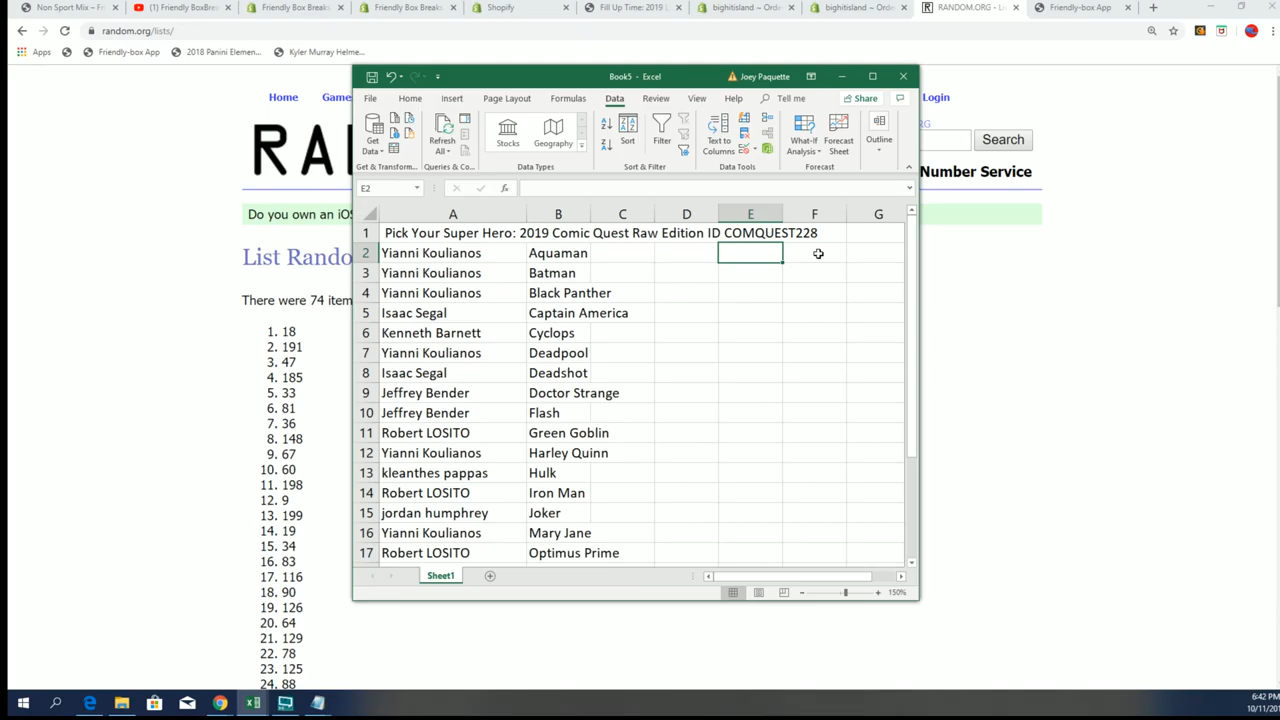 Non Sport Mix – Fri
(1) Friendly BoxBrea
Friendly Box Breaks
Friendly Box Breaks
Shopify
Fill Up Time: 2019 L
bighitisland ~ Orde
bighitisland ~ Orde
RANDOM.ORG - Li
Friendly-box App
random.org/lists/
Apps
Friendly-box App
2018 Panini Elemen...
Kyler Murray Helme...
Home
Game
Login
RA
Search
Number Service
Do you own an iOS
List Rando
There were 74 item
1. 18
2. 191
3. 47
4. 185
5. 33
6. 81
7. 36
8. 148
9. 67
10. 60
11. 198
12. 9
13. 199
14. 19
15. 34
16. 83
17. 116
18. 90
19. 126
20. 64
21. 129
22. 78
23. 125
24. 88
Book5 - Excel
Joey Paquette
File Home Insert Page Layout Formulas Data Review View Help Tell me Share
Get Data
Refresh All
Stocks
Geography
Sort
Filter
Text to Columns
What-If Analysis
Forecast Sheet
Outline
Get & Transform...
Queries & Co...
Data Types
Sort & Filter
Data Tools
Forecast
E2
A B C D E F G
1 Pick Your Super Hero: 2019 Comic Quest Raw Edition ID COMQUEST228
2 Yianni Koulianos Aquaman
3 Yianni Koulianos Batman
4 Yianni Koulianos Black Panther
5 Isaac Segal Captain America
6 Kenneth Barnett Cyclops
7 Yianni Koulianos Deadpool
8 Isaac Segal Deadshot
9 Jeffrey Bender Doctor Strange
10 Jeffrey Bender Flash
11 Robert LOSITO Green Goblin
12 Yianni Koulianos Harley Quinn
13 kleanthes pappas Hulk
14 Robert LOSITO Iron Man
15 jordan humphrey Joker
16 Yianni Koulianos Mary Jane
17 Robert LOSITO Optimus Prime
Sheet1
150%
6:42 PM
10/11/201